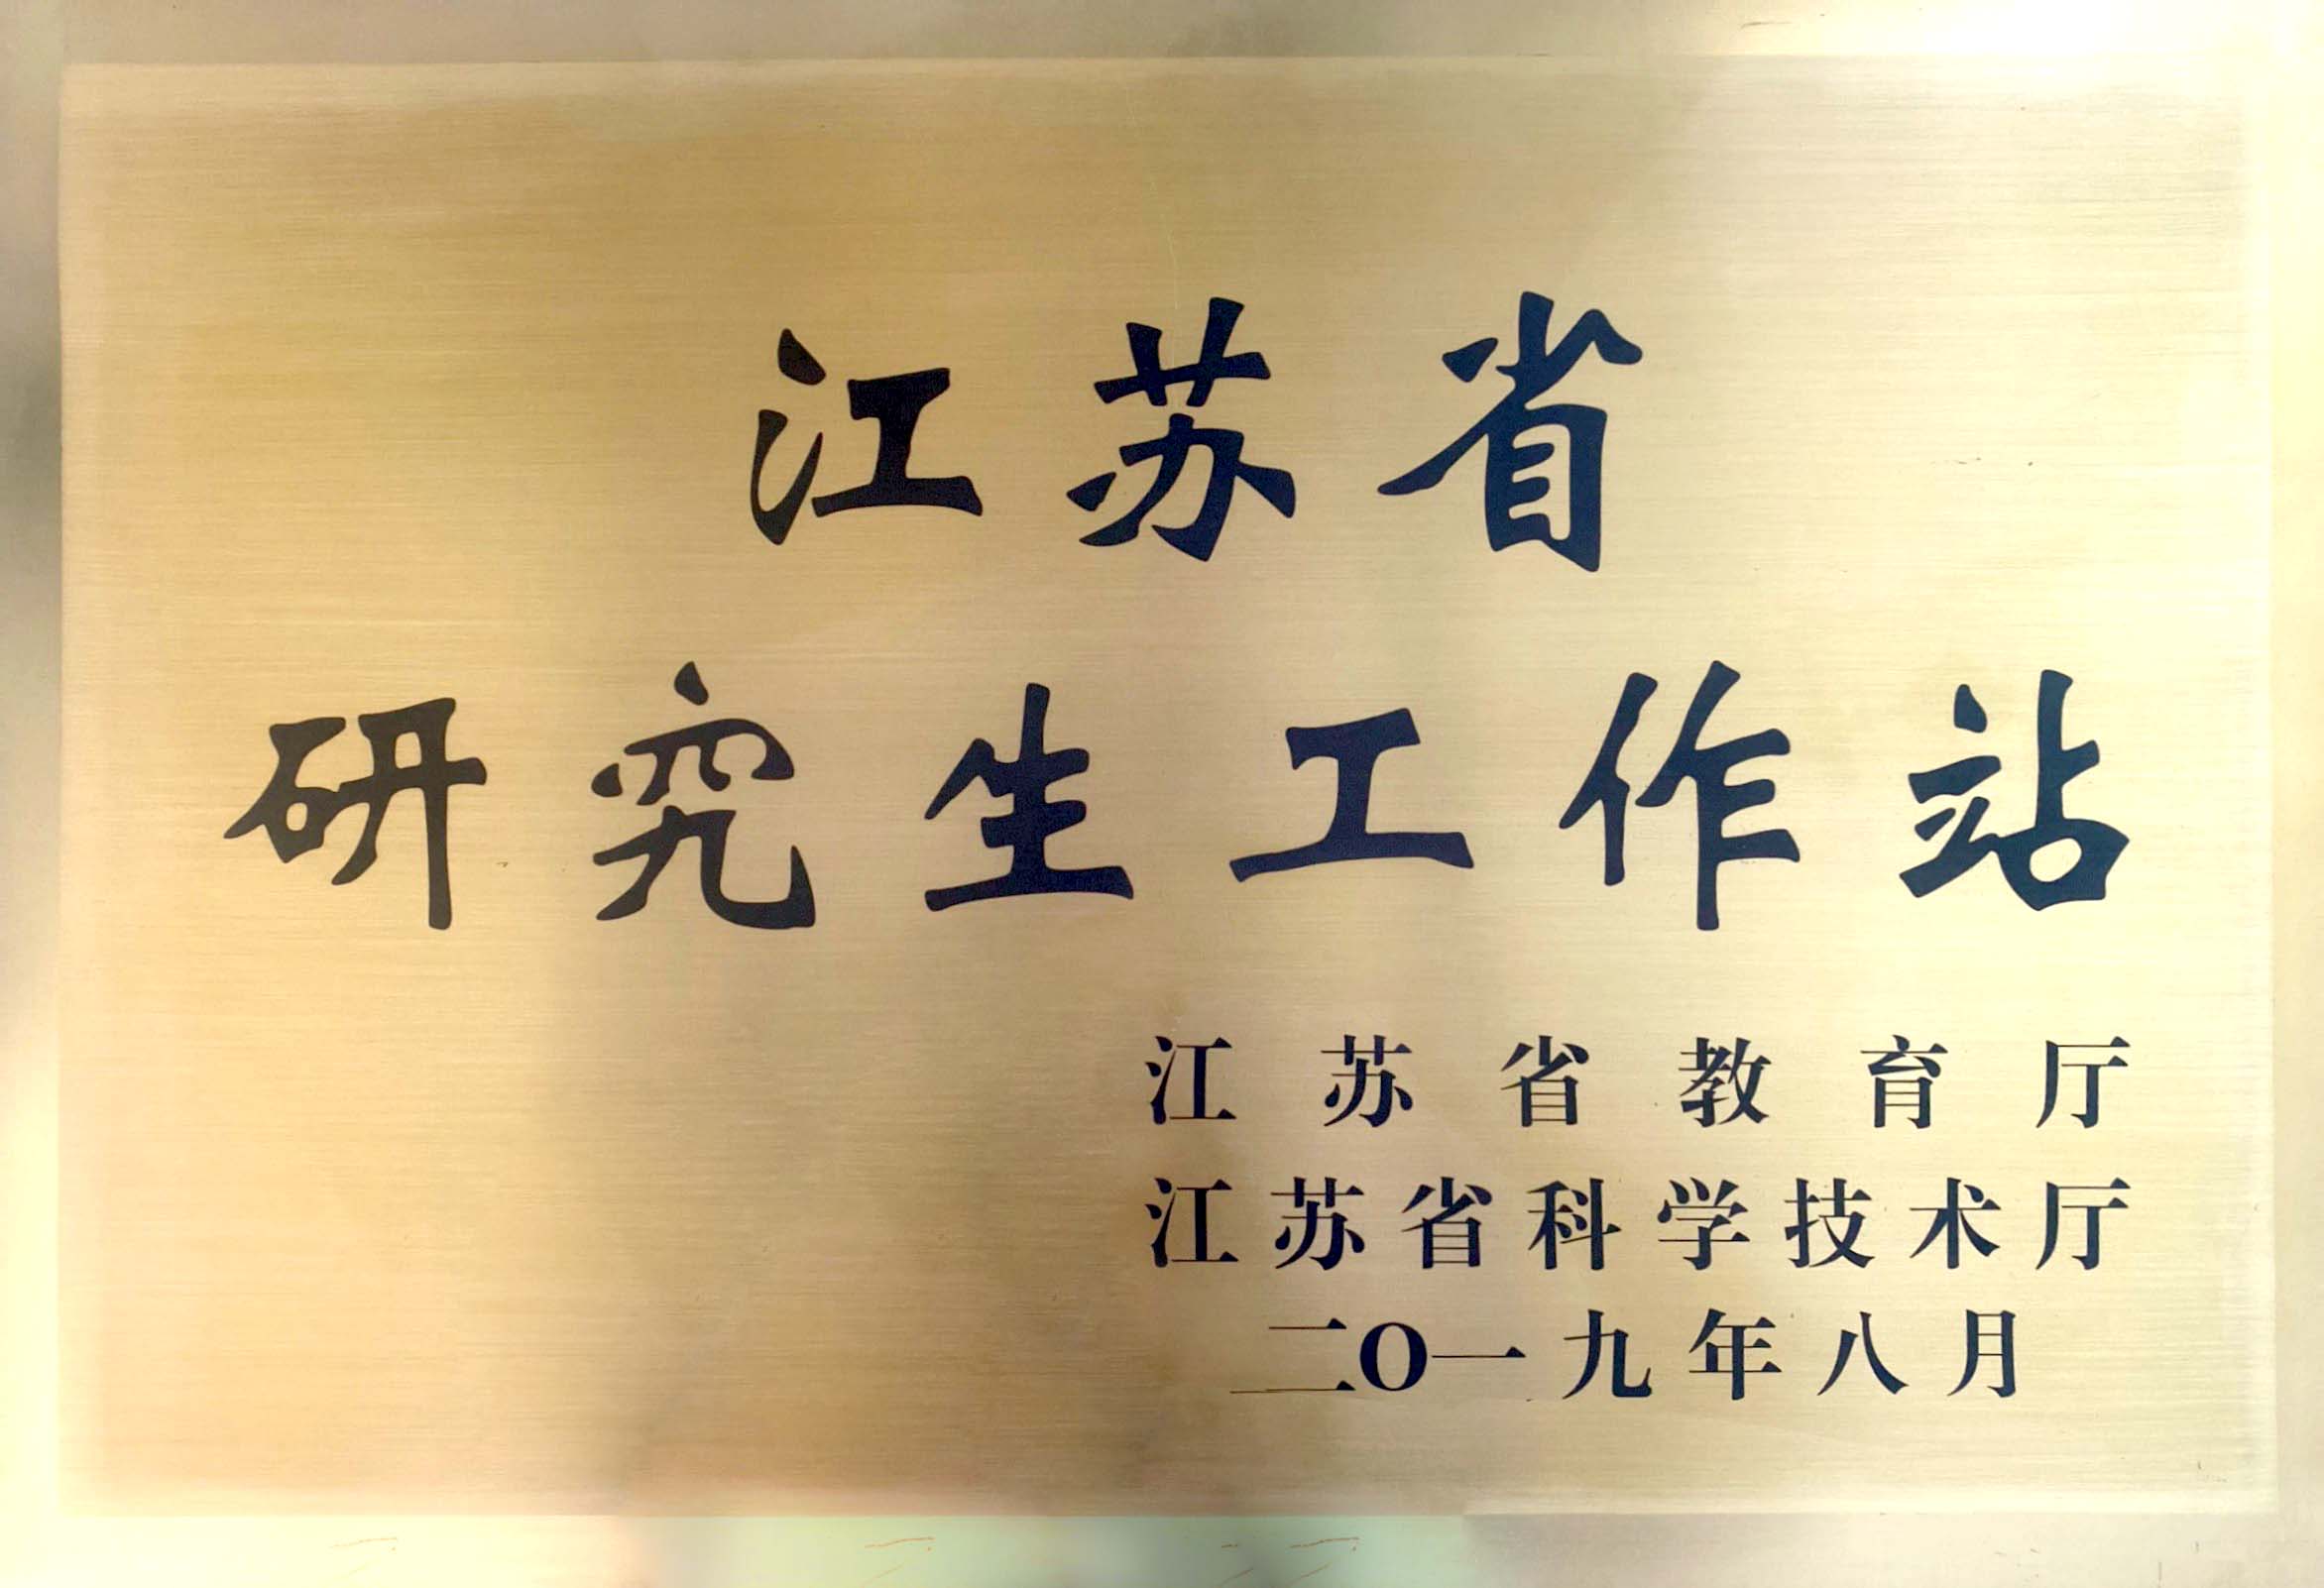 江苏省
研究生工作站
江苏省教育厅
江苏省科学技术厅
二O一九年八月